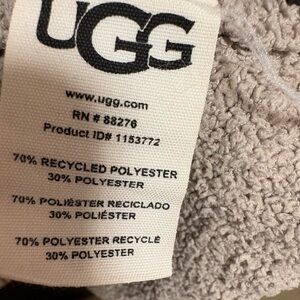 UGG
www.ugg.com
RN # 88276
Product ID# 1153772
70% RECYCLED POLYESTER
30% POLYESTER
70% POLIÉSTER RECICLADO
30% POLIÉSTER
70% POLYESTER RECYCLÉ
30% POLYESTER